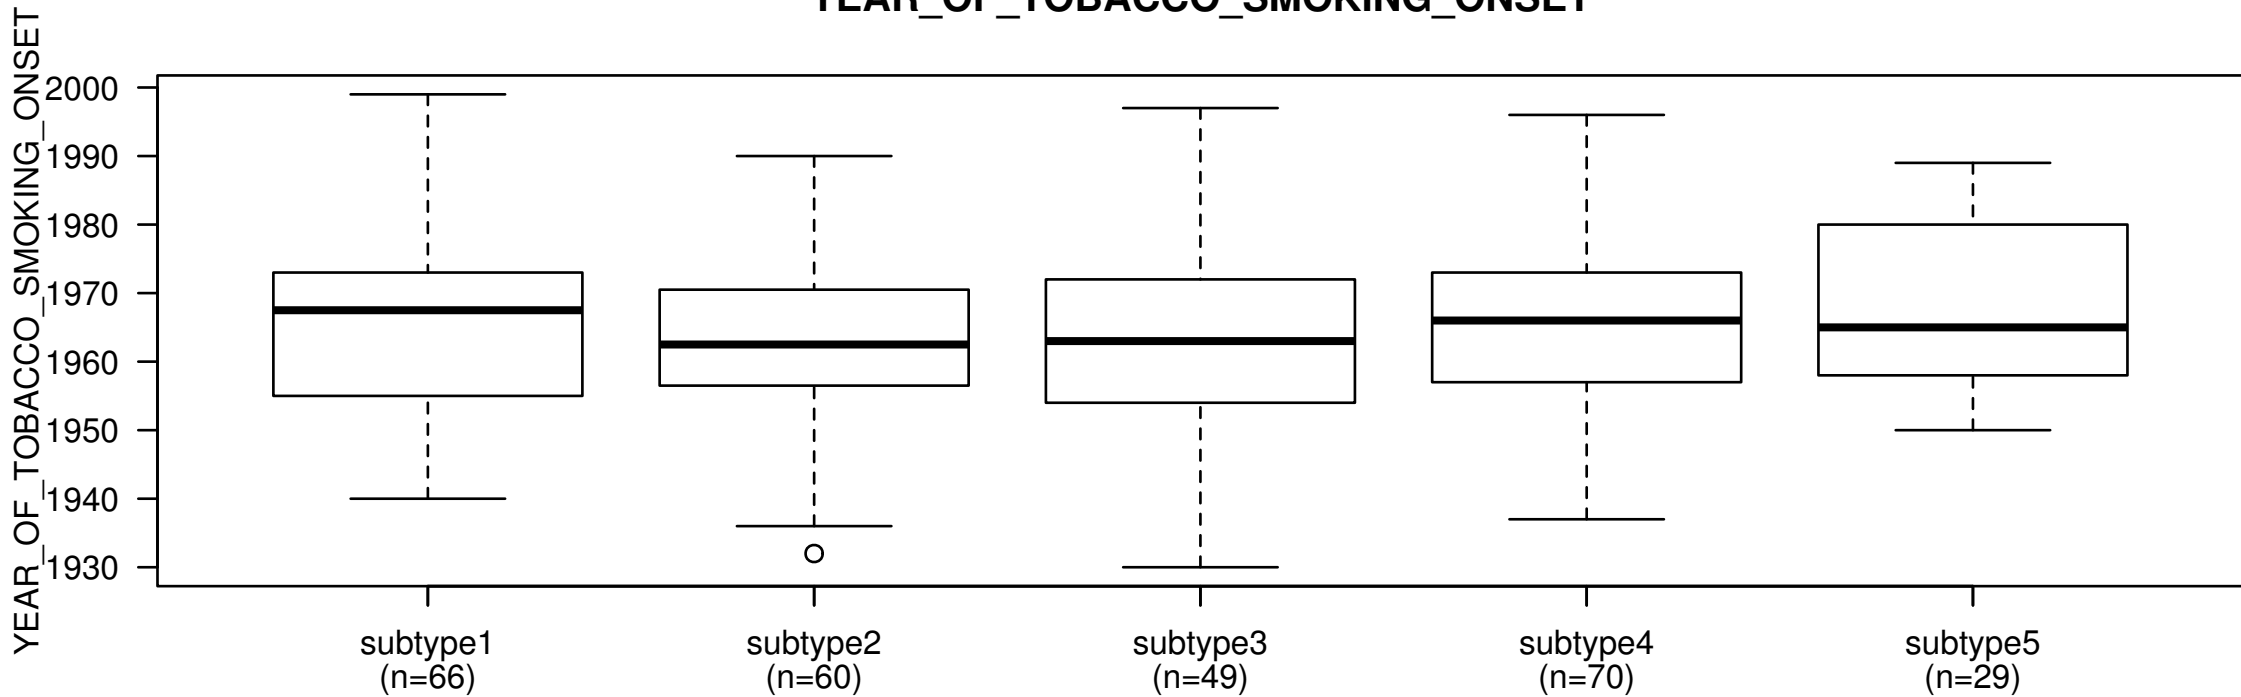 YEAR_OF_TOBACCO_SMOKING_ONSET
YEAR_OF_TOBACCO_SMOKING_ONSET
2000
1990
1980
1970
1960
1950
1940
1930
subtype1 subtype2 subtype3 subtype4 subtype5
(n=66) (n=60) (n=49) (n=70) (n=29)